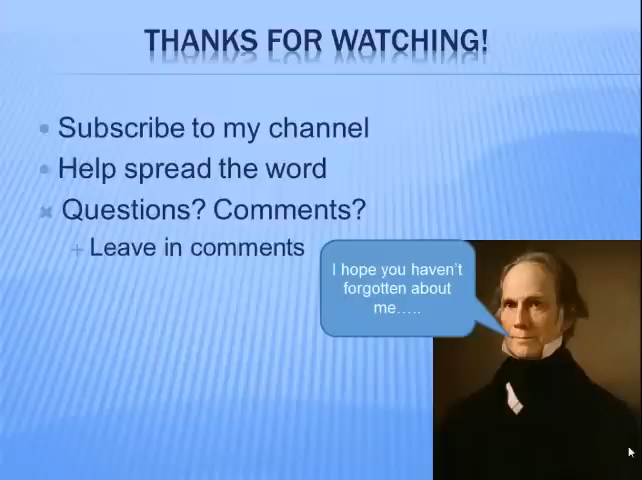 THANKS FOR WATCHING!
Subscribe to my channel
Help spread the word
Questions? Comments?
Leave in comments
I hope you haven't
forgotten about
me…..